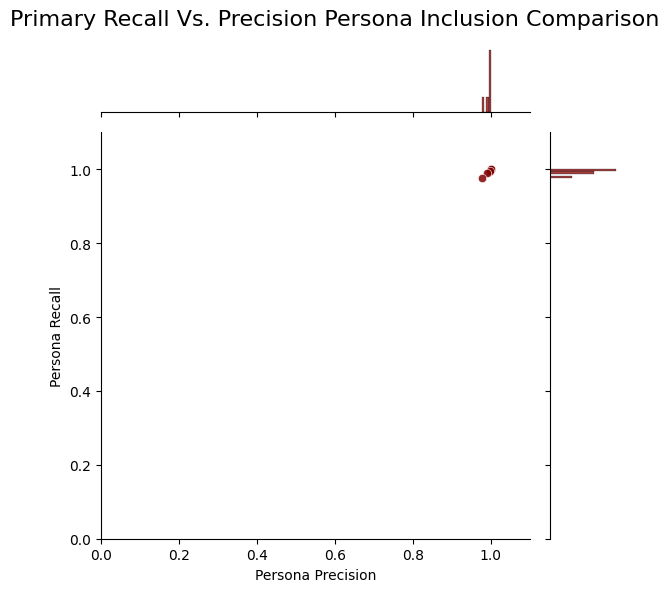 Primary Recall Vs. Precision Persona Inclusion Comparison
1.0
0.8
0.6
0.4
0.2
0.0
Persona Recall
0.0 0.2 0.4 0.6 0.8 1.0
Persona Precision